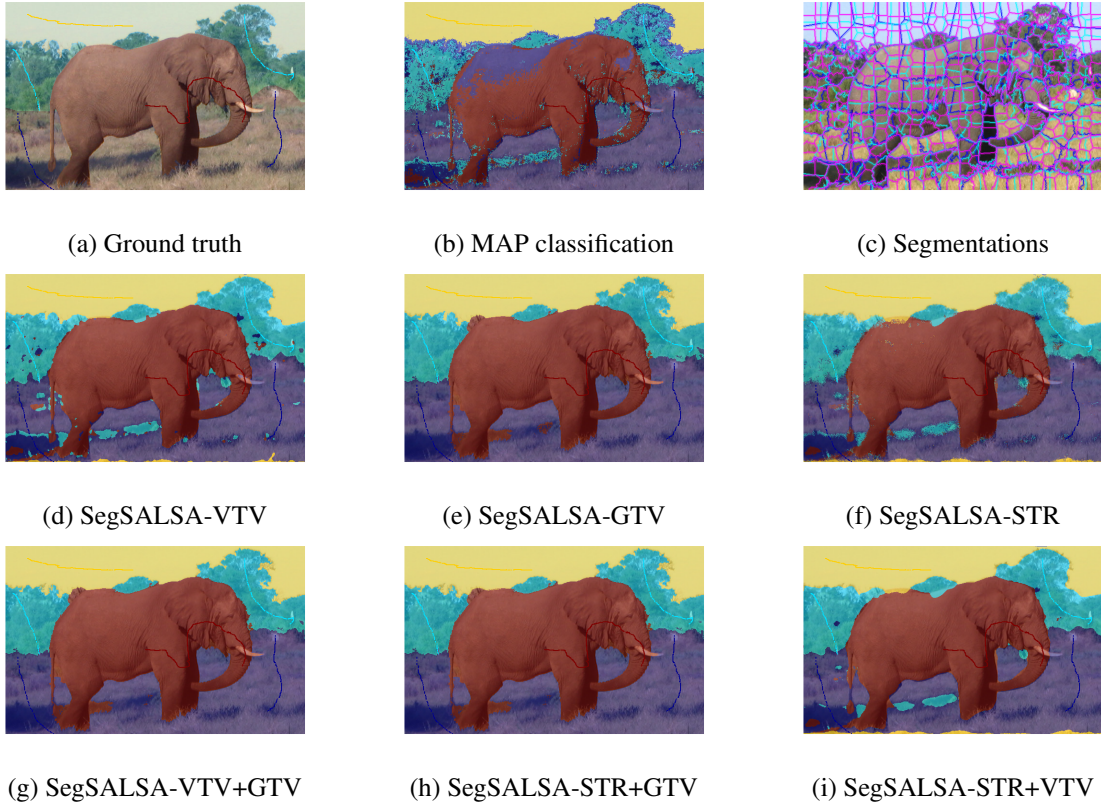 (a) Ground truth
(b) MAP classification
(c) Segmentations
(d) SegSALSA-VTV
(e) SegSALSA-GTV
(f) SegSALSA-STR
(g) SegSALSA-VTV+GTV
(h) SegSALSA-STR+GTV
(i) SegSALSA-STR+VTV